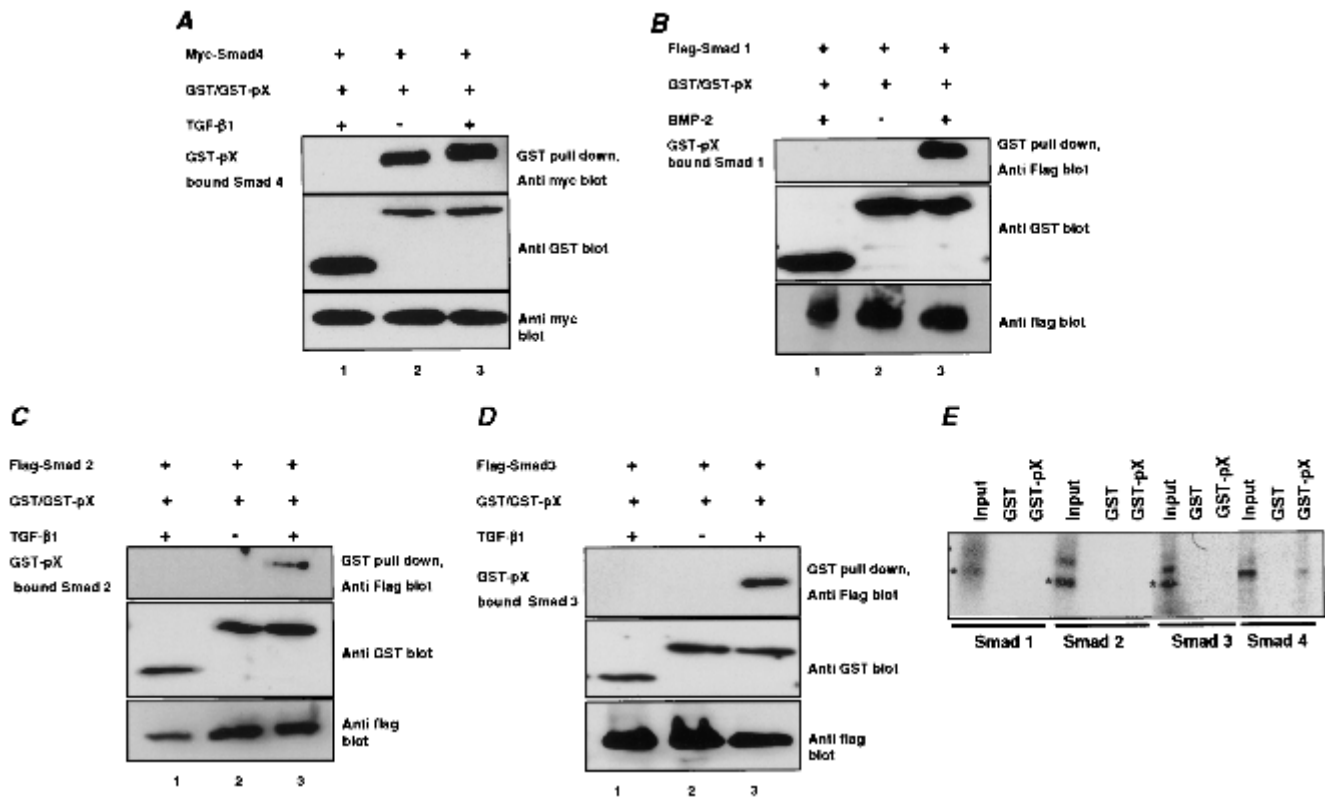 A
Myc-Smad4 + + +
GST/GST-pX + + +
TGF-β1 + - +
GST-pX
bound Smad 4
GST pull down,
Anti myc blot
Anti GST blot
Anti myc
blot
1 2 3
B
Flag-Smad 1 + + +
GST/GST-pX + + +
BMP-2 + - +
GST-pX
bound Smad 1
GST pull down,
Anti Flag blot
Anti GST blot
Anti flag blot
1 2 3
C
Flag-Smad 2 + + +
GST/GST-pX + + +
TGF-β1 + - +
GST-pX
bound Smad 2
GST pull down,
Anti Flag blot
Anti GST blot
Anti flag
blot
1 2 3
D
Flag-Smad3 + + +
GST/GST-pX + + +
TGF-β1 + - +
GST-pX
bound Smad 3
GST pull down,
Anti Flag blot
Anti GST blot
Anti flag
blot
1 2 3
E
Input GST GST-pX Input GST GST-pX Input GST GST-pX Input GST GST-pX
* * *
Smad 1 Smad 2 Smad 3 Smad 4